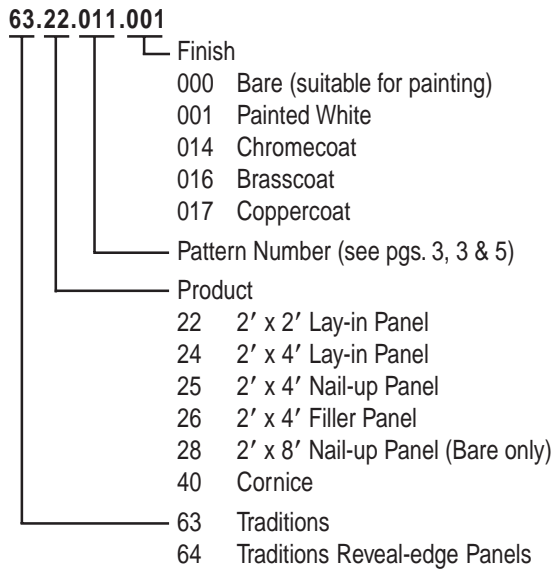 63.22.011.001
Finish
000 Bare (suitable for painting)
001 Painted White
014 Chromecoat
016 Brasscoat
017 Coppercoat
Pattern Number (see pgs. 3, 3 & 5)
Product
22 2′ x 2′ Lay-in Panel
24 2′ x 4′ Lay-in Panel
25 2′ x 4′ Nail-up Panel
26 2′ x 4′ Filler Panel
28 2′ x 8′ Nail-up Panel (Bare only)
40 Cornice
63 Traditions
64 Traditions Reveal-edge Panels